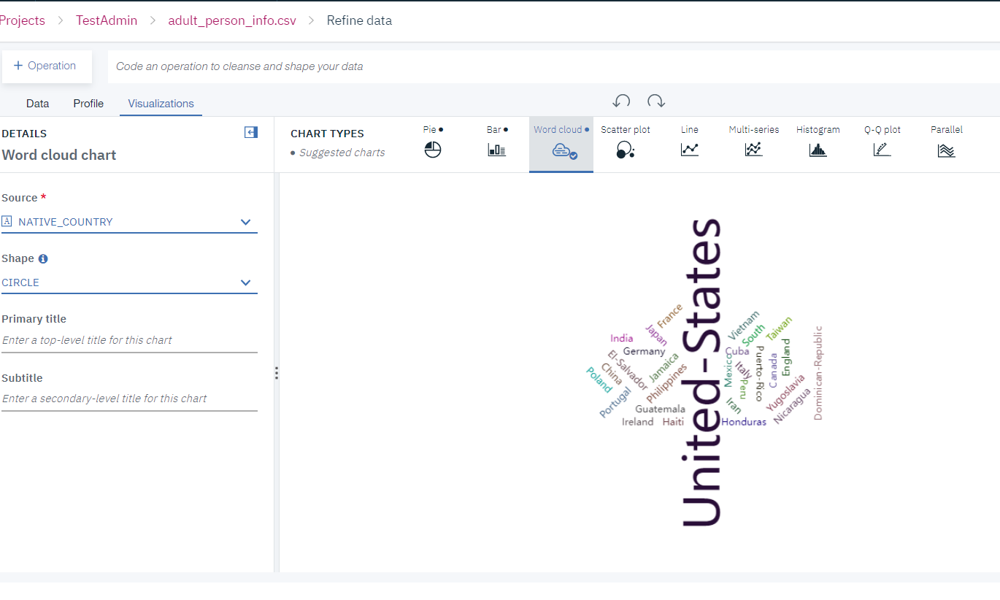 Projects > TestAdmin > adult_person_info.csv > Refine data
+ Operation
Code an operation to cleanse and shape your data
Data Profile Visualizations
DETAILS
Word cloud chart
CHART TYPES
• Suggested charts
Pie • Bar • Word cloud • Scatter plot Line Multi-series Histogram Q-Q plot Parallel
Source *
A NATIVE_COUNTRY
Shape i
CIRCLE
Primary title
Enter a top-level title for this chart
Subtitle
Enter a secondary-level title for this chart
United-States
France
Japan
India
Germany
El-Salvador
China
Poland
Jamaica
Philippines
Portugal
Guatemala
Ireland
Haiti
Vietnam
South
Taiwan
Cuba
Mexico
Italy
Peru
Puerto-Rico
Canada
England
Iran
Yugoslavia
Nicaragua
Honduras
Dominican-Republic